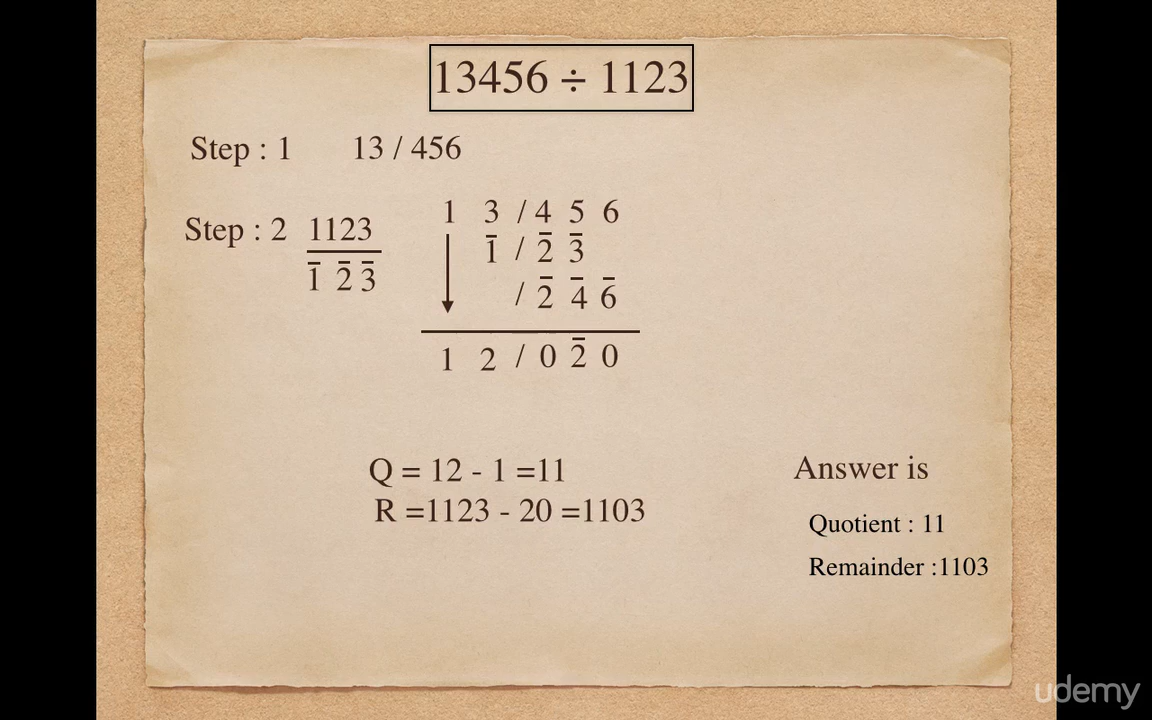 13456 ÷ 1123
Step : 1 13 / 456
Step : 2 1123
1̅ 2̅ 3̅
1 3 / 4 5 6
1̅ / 2̅ 3̅
/ 2̅ 4̅ 6̅
1 2 / 0 2̅ 0
Q = 12 - 1 =11
R =1123 - 20 =1103
Answer is
Quotient : 11
Remainder :1103
udemy